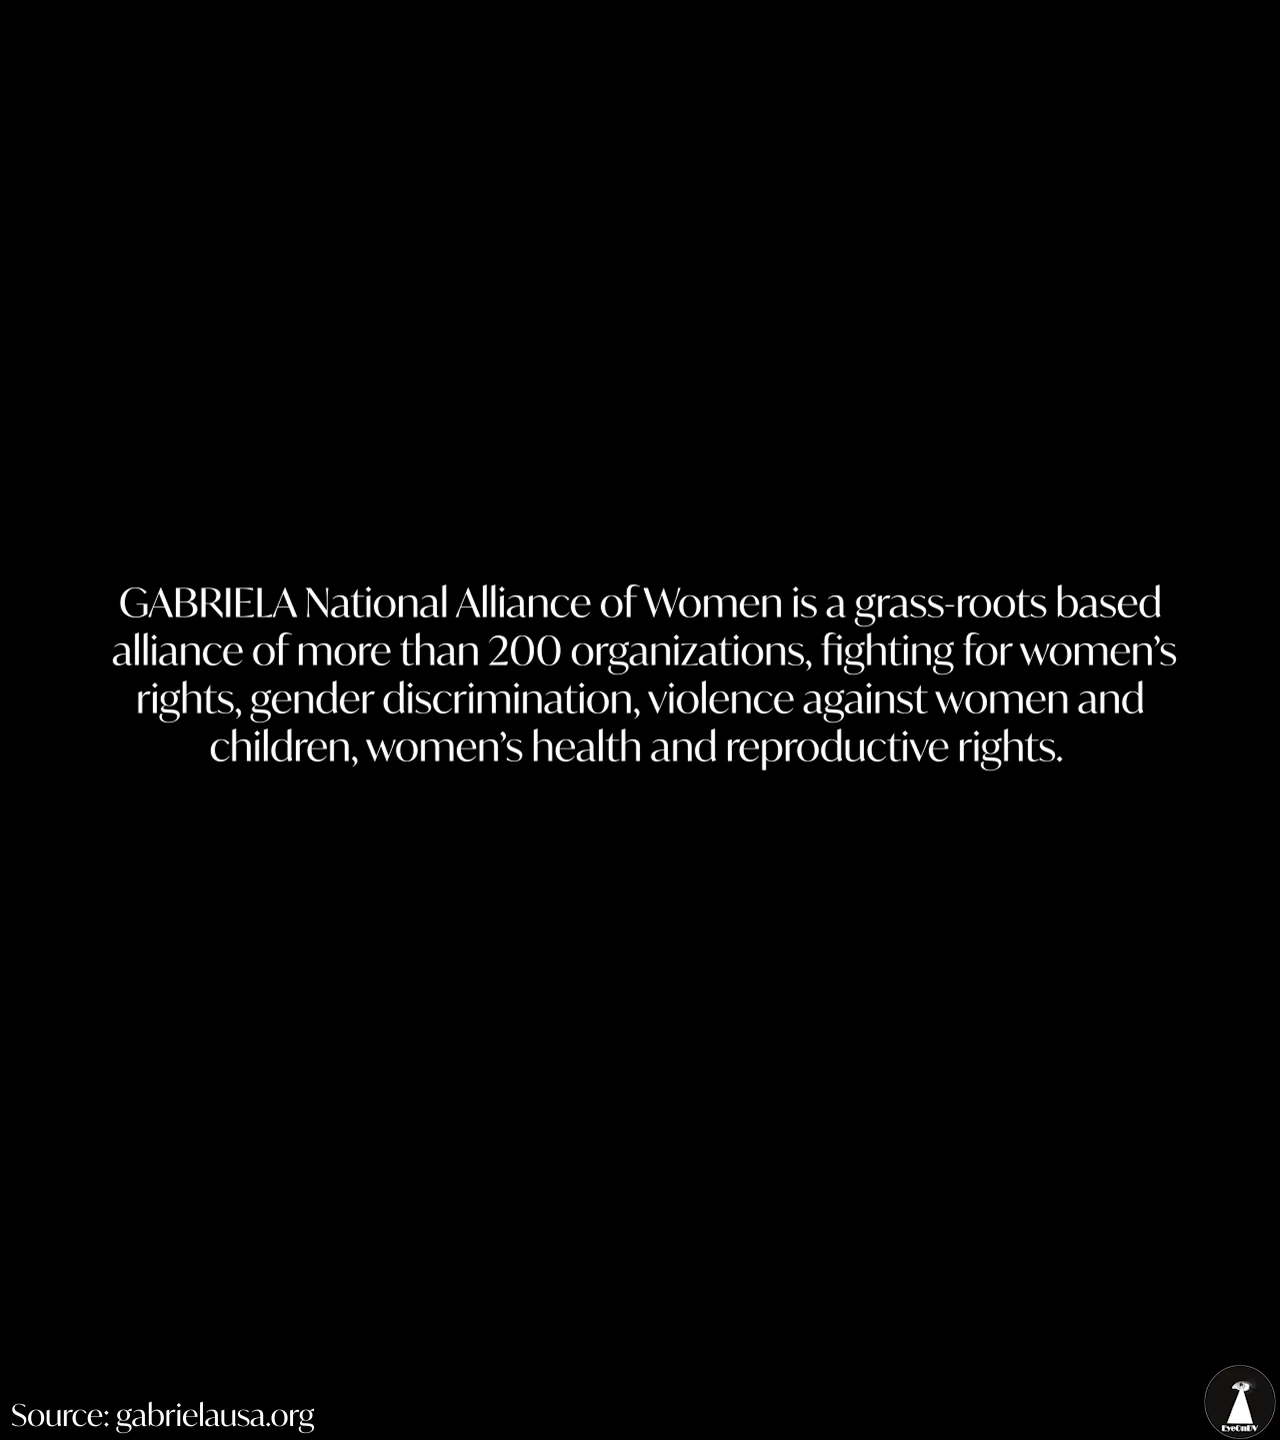 GABRIELA National Alliance of Women is a grass-roots based
alliance of more than 200 organizations, fighting for women’s
rights, gender discrimination, violence against women and
children, women’s health and reproductive rights.
Source: gabrielausa.org
EyeOnDV